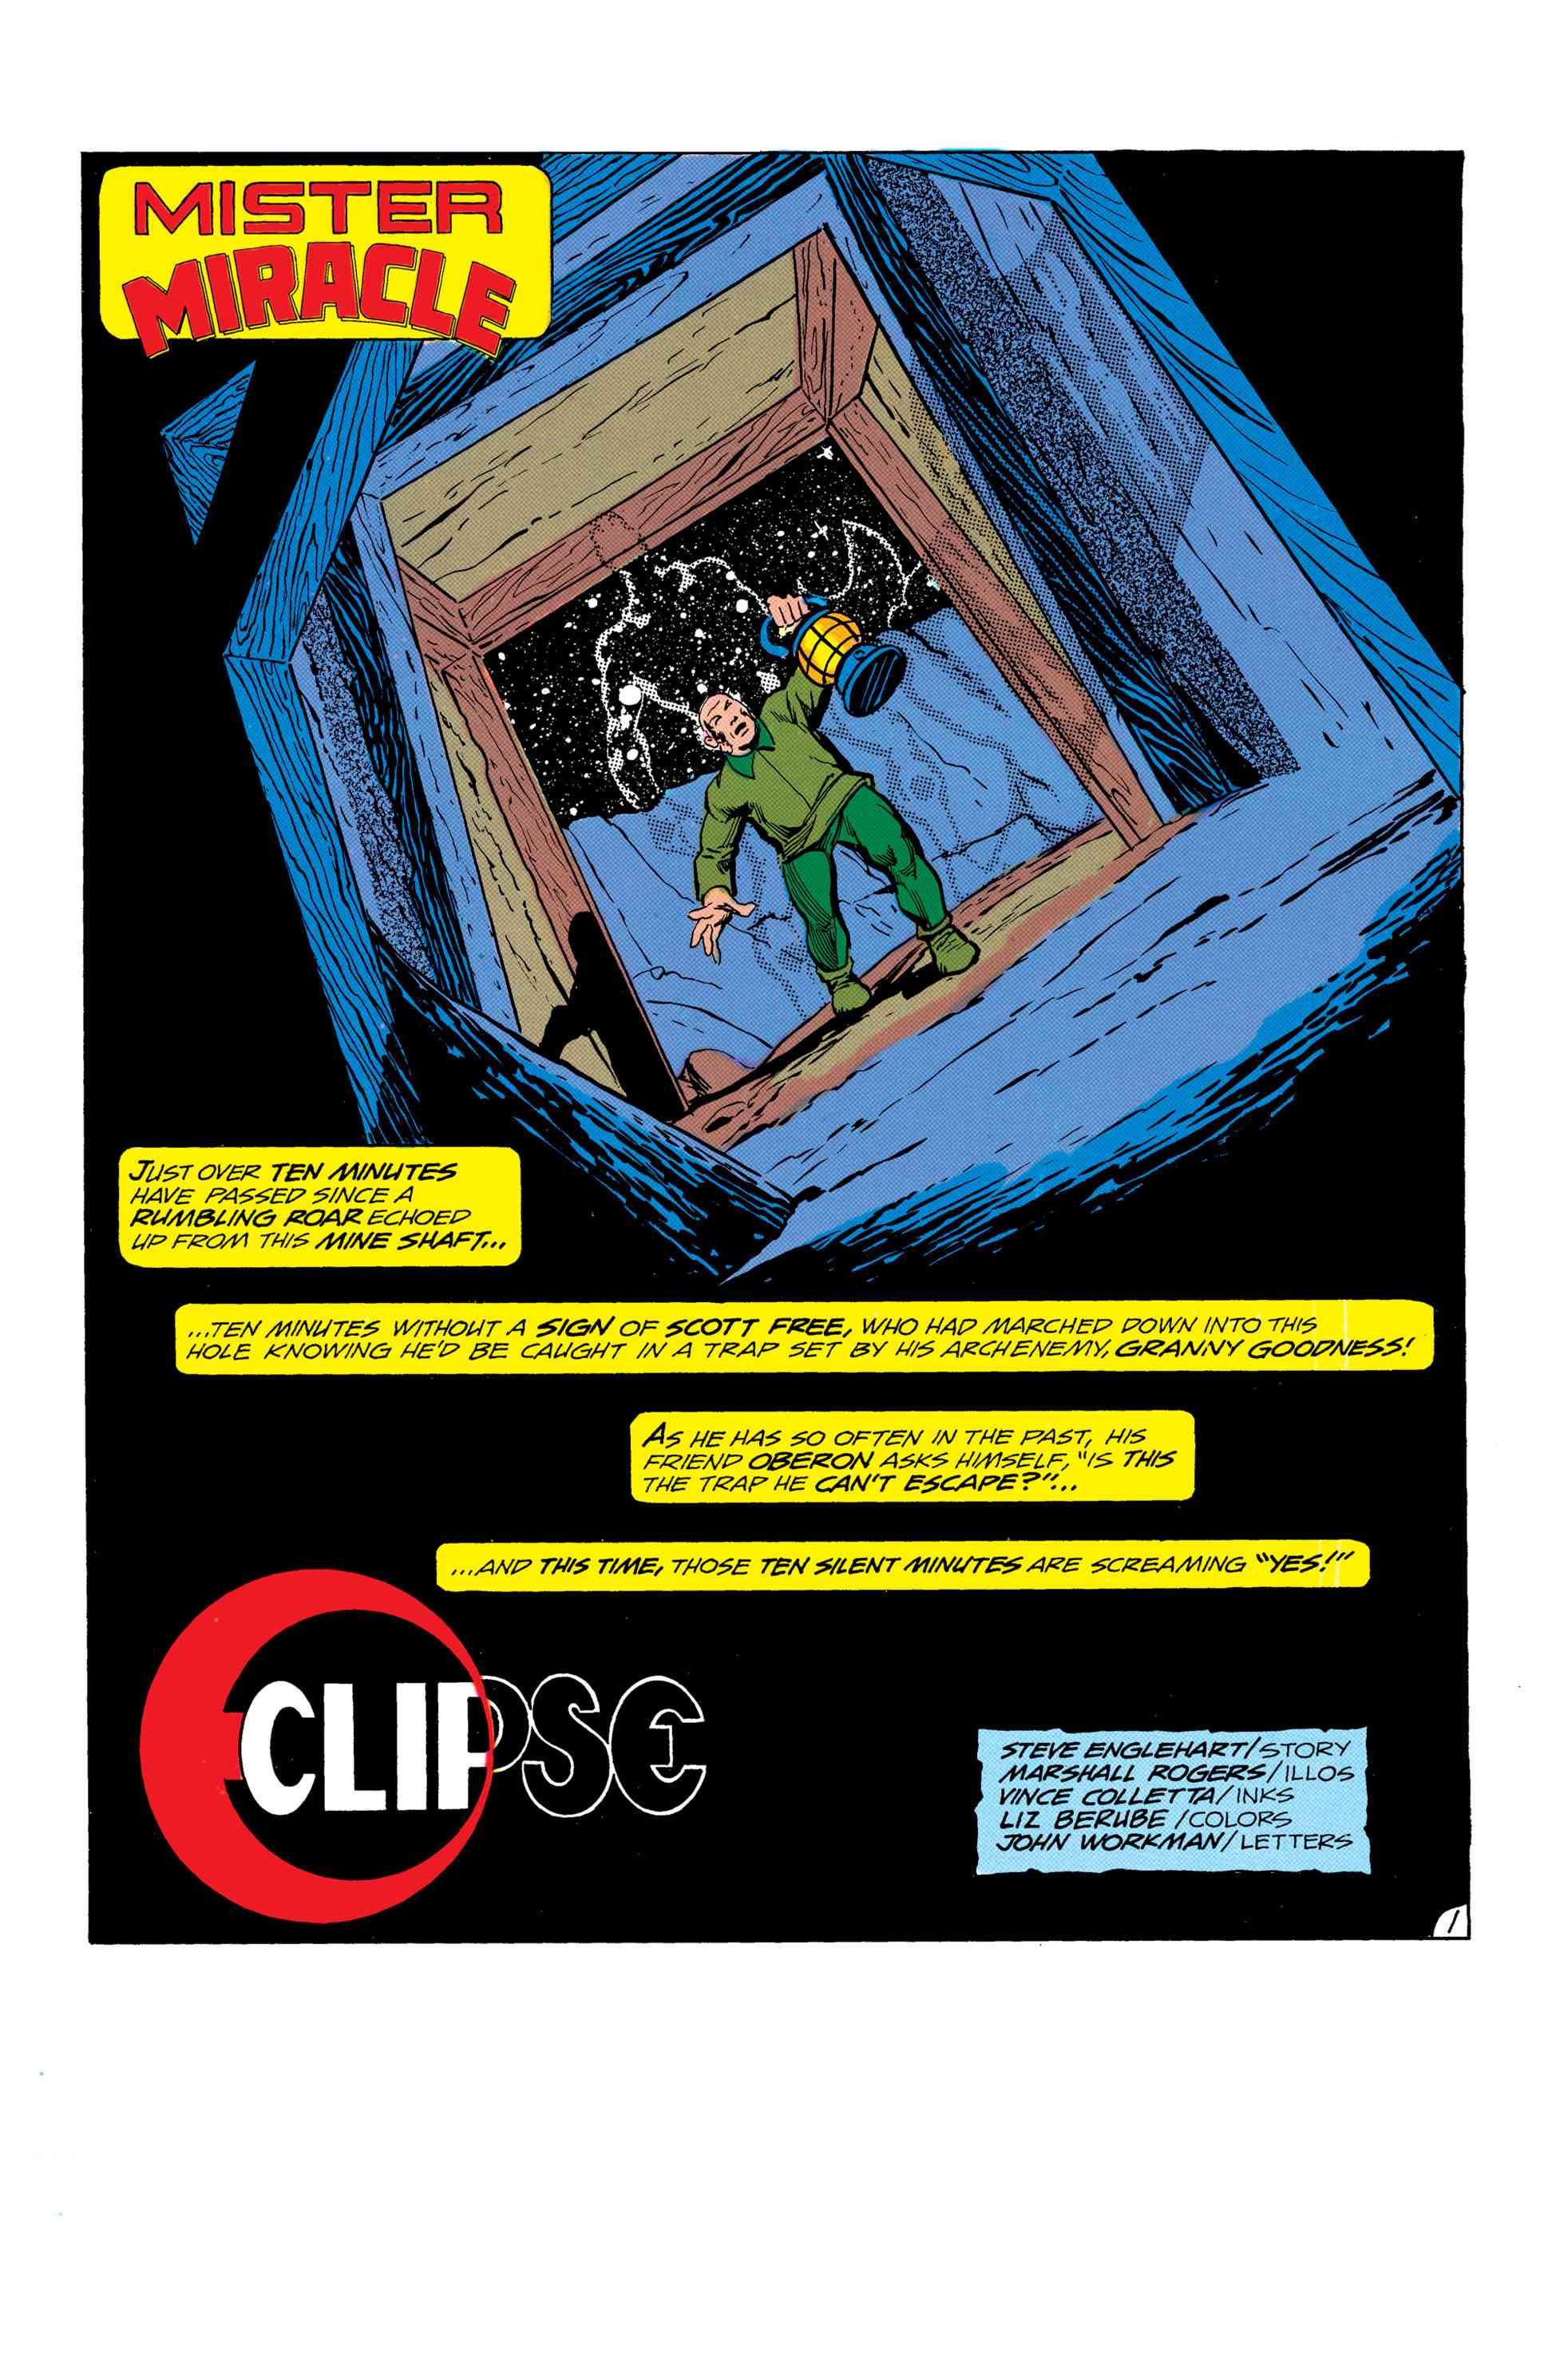 MISTER
MIRACLE
JUST OVER TEN MINUTES
HAVE PASSED SINCE A
RUMBLING ROAR ECHOED
UP FROM THIS MINE SHAFT...
...TEN MINUTES WITHOUT A SIGN OF SCOTT FREE, WHO HAD MARCHED DOWN INTO THIS
HOLE KNOWING HE'D BE CAUGHT IN A TRAP SET BY HIS ARCHENEMY, GRANNY GOODNESS!
AS HE HAS SO OFTEN IN THE PAST, HIS
FRIEND OBERON ASKS HIMSELF, "IS THIS
THE TRAP HE CAN'T ESCAPE?"...
...AND THIS TIME, THOSE TEN SILENT MINUTES ARE SCREAMING "YES!"
ECLIPSE
STEVE ENGLEHART/STORY
MARSHALL ROGERS/ILLOS
VINCE COLLETTA/INKS
LIZ BERUBE/COLORS
JOHN WORKMAN/LETTERS
1